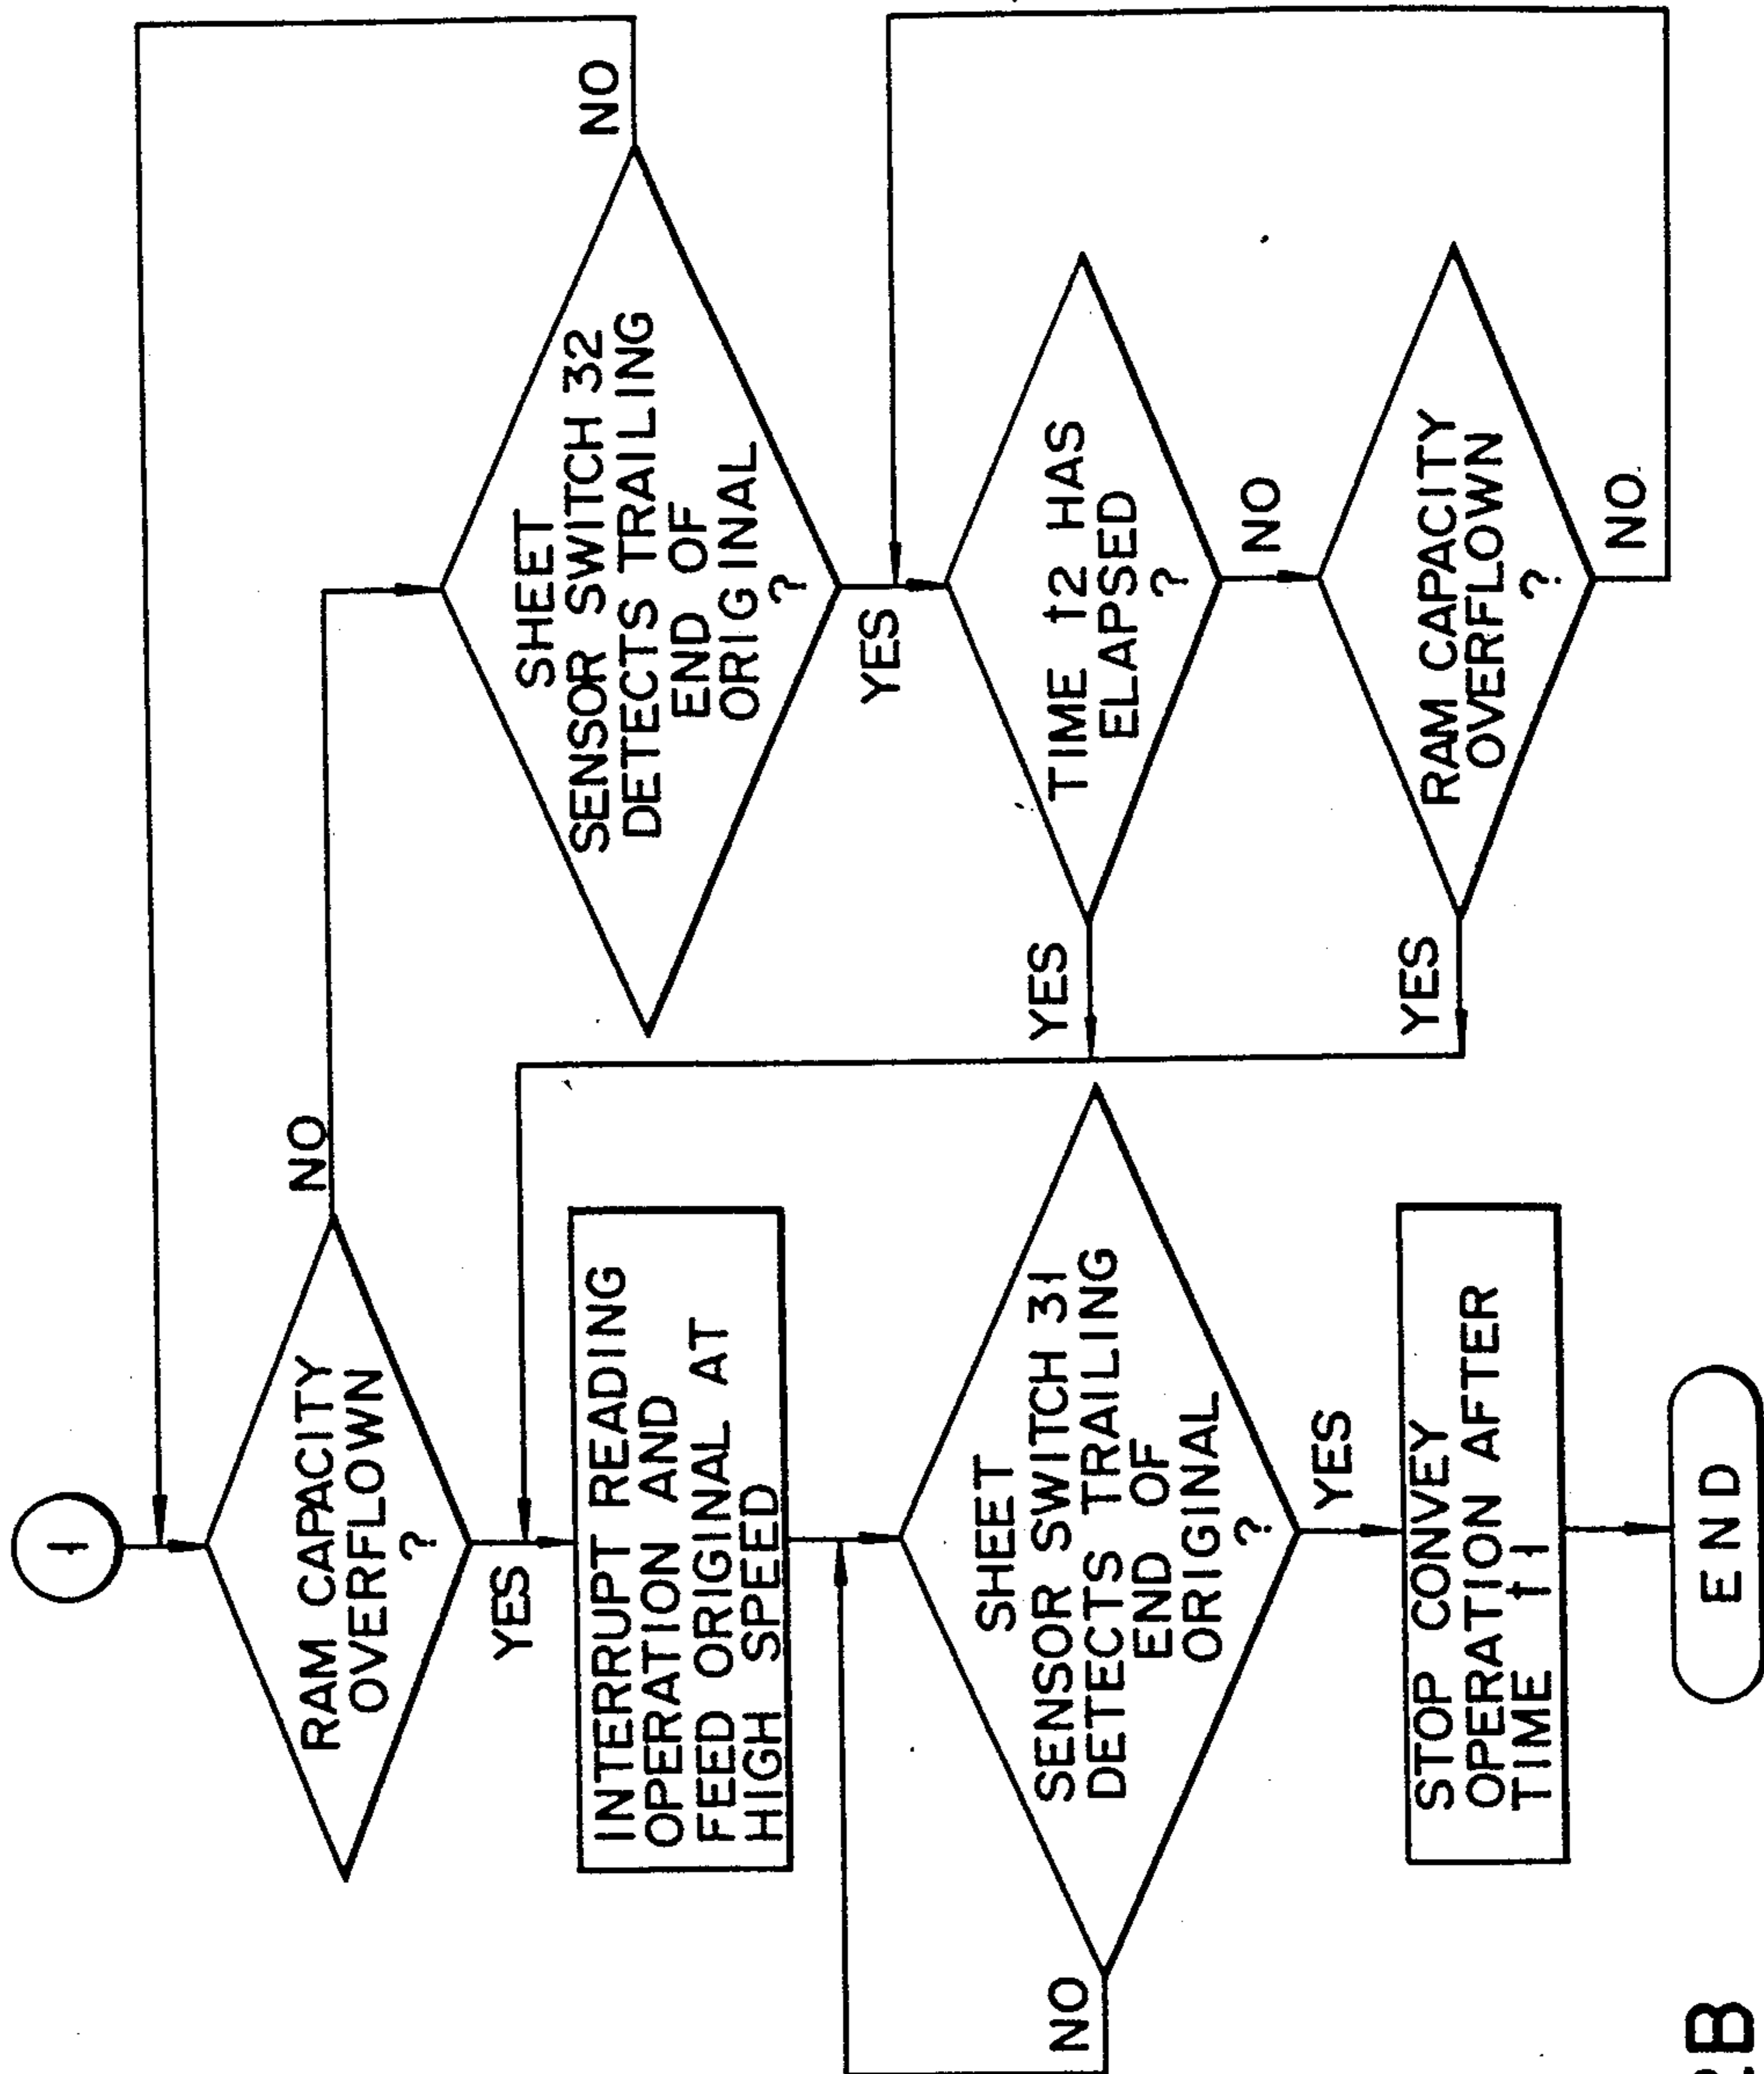 1
RAM CAPACITY
OVERFLOWN
?
NO
YES
SHEET
SENSOR SWITCH 32
DETECTS TRAILING
END OF
ORIGINAL
?
NO
YES
TIME t2 HAS
ELAPSED
?
YES
NO
RAM CAPACITY
OVERFLOWN
?
YES
NO
INTERRUPT READING
OPERATION AND
FEED ORIGINAL AT
HIGH SPEED
SHEET
SENSOR SWITCH 31
DETECTS TRAILING
END OF
ORIGINAL
?
NO
YES
STOP CONVEY
OPERATION AFTER
TIME t1
END